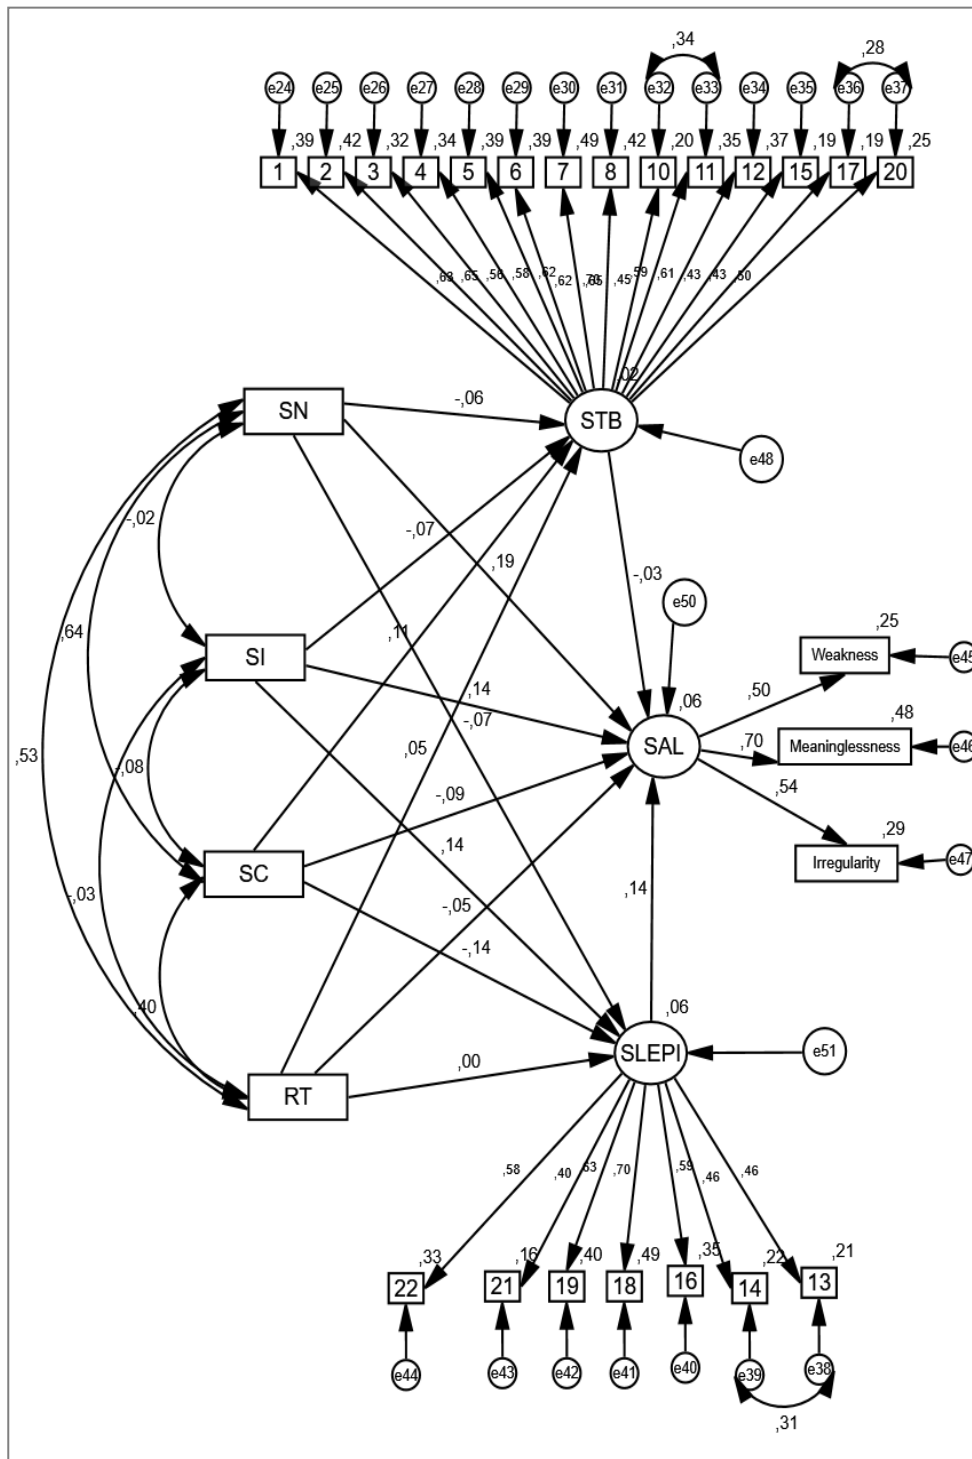 ,34
,28
e24 e25 e26 e27 e28 e29 e30 e31 e32 e33 e34 e35 e36 e37
,39 ,42 ,32 ,34 ,39 ,39 ,49 ,42 ,20 ,35 ,37 ,19 ,19 ,25
1 2 3 4 5 6 7 8 10 11 12 15 17 20
,63 ,65 ,56 ,58 ,62 ,62 ,70 ,65 ,45 ,59 ,61 ,43 ,43 ,50
,02
SN -,06 STB
e48
-,02 -,07 ,19
-,03 e50
,64 ,11 ,25
SI Weakness e45
,14 ,06 ,50
-,07 ,48
,53 ,05 SAL ,70 Meaninglessness e46
-,08 -,09 ,54
,14 ,29
SC Irregularity e47
-,03 -,05 ,14
-,14
,40 ,06
,00 SLEPI e51
RT
,58 ,40 ,63 ,70 ,59 ,46 ,46
,33 ,16 ,40 ,49 ,35 ,22 ,21
22 21 19 18 16 14 13
e44 e43 e42 e41 e40 e39 e38
,31